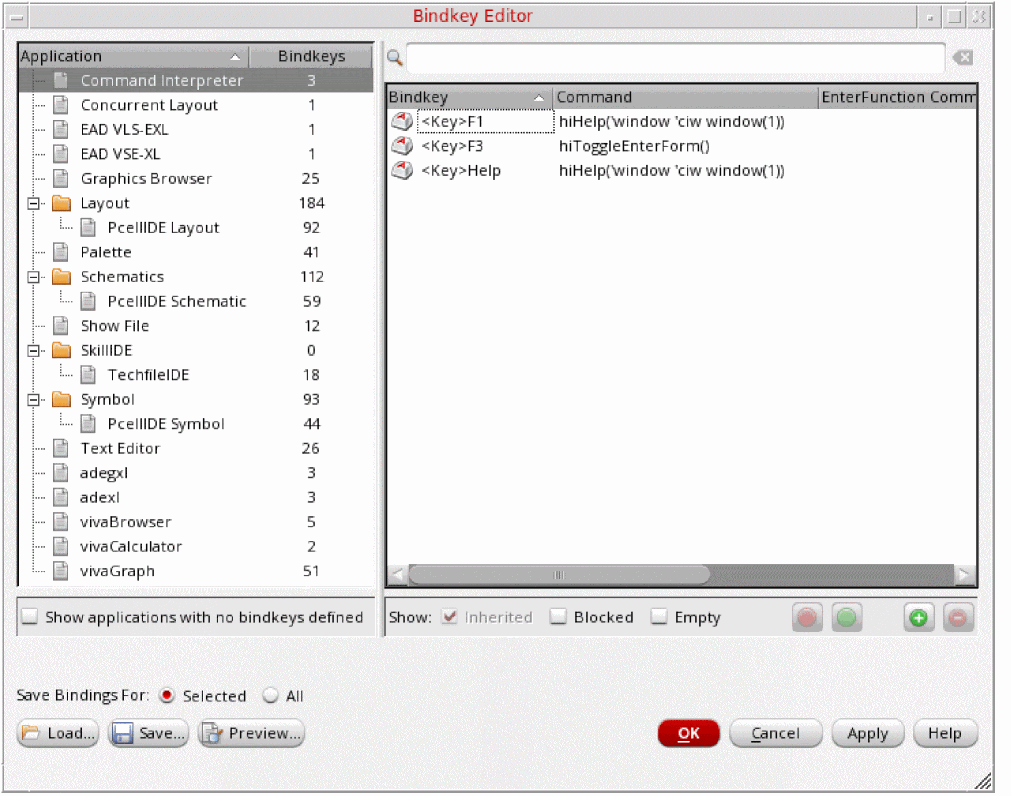 Bindkey Editor
Application Bindkeys
Command Interpreter 3
Concurrent Layout 1
EAD VLS-EXL 1
EAD VSE-XL 1
Graphics Browser 25
Layout 184
PcellIDE Layout 92
Palette 41
Schematics 112
PcellIDE Schematic 59
Show File 12
SkillIDE 0
TechfileIDE 18
Symbol 93
PcellIDE Symbol 44
Text Editor 26
adegxl 3
adexl 3
vivaBrowser 5
vivaCalculator 2
vivaGraph 51
Show applications with no bindkeys defined
Bindkey Command EnterFunction Comm
<Key>F1 hiHelp('window 'ciw window(1))
<Key>F3 hiToggleEnterForm()
<Key>Help hiHelp('window 'ciw window(1))
Show: Inherited Blocked Empty
Save Bindings For: Selected All
Load... Save... Preview... OK Cancel Apply Help